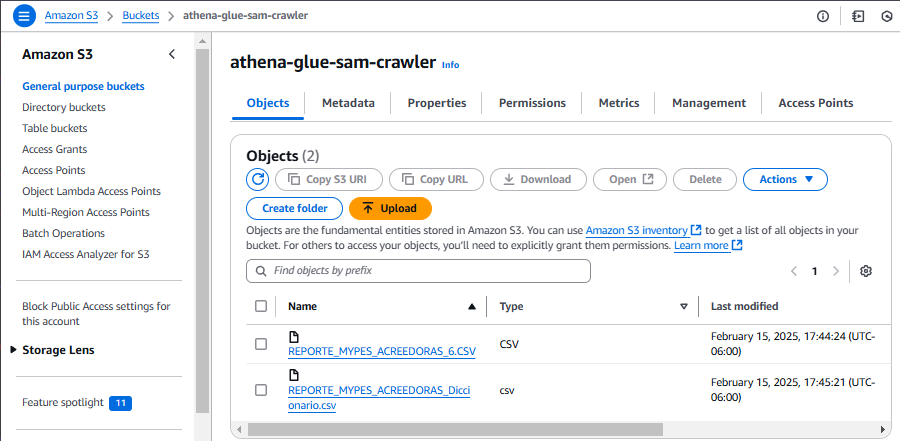 Amazon S3 > Buckets > athena-glue-sam-crawler
Amazon S3
General purpose buckets
Directory buckets
Table buckets
Access Grants
Access Points
Object Lambda Access Points
Multi-Region Access Points
Batch Operations
IAM Access Analyzer for S3
Block Public Access settings for
this account
Storage Lens
Feature spotlight 11
athena-glue-sam-crawler Info
Objects Metadata Properties Permissions Metrics Management Access Points
Objects (2)
Copy S3 URI Copy URL Download Open Delete Actions
Create folder Upload
Objects are the fundamental entities stored in Amazon S3. You can use Amazon S3 inventory to get a list of all objects in your
bucket. For others to access your objects, you'll need to explicitly grant them permissions. Learn more
Find objects by prefix
1
Name Type Last modified
REPORTE_MYPES_ACREEDORAS_6.CSV CSV February 15, 2025, 17:44:24 (UTC-
06:00)
REPORTE_MYPES_ACREEDORAS_Dicci csv February 15, 2025, 17:45:21 (UTC-
onario.csv 06:00)